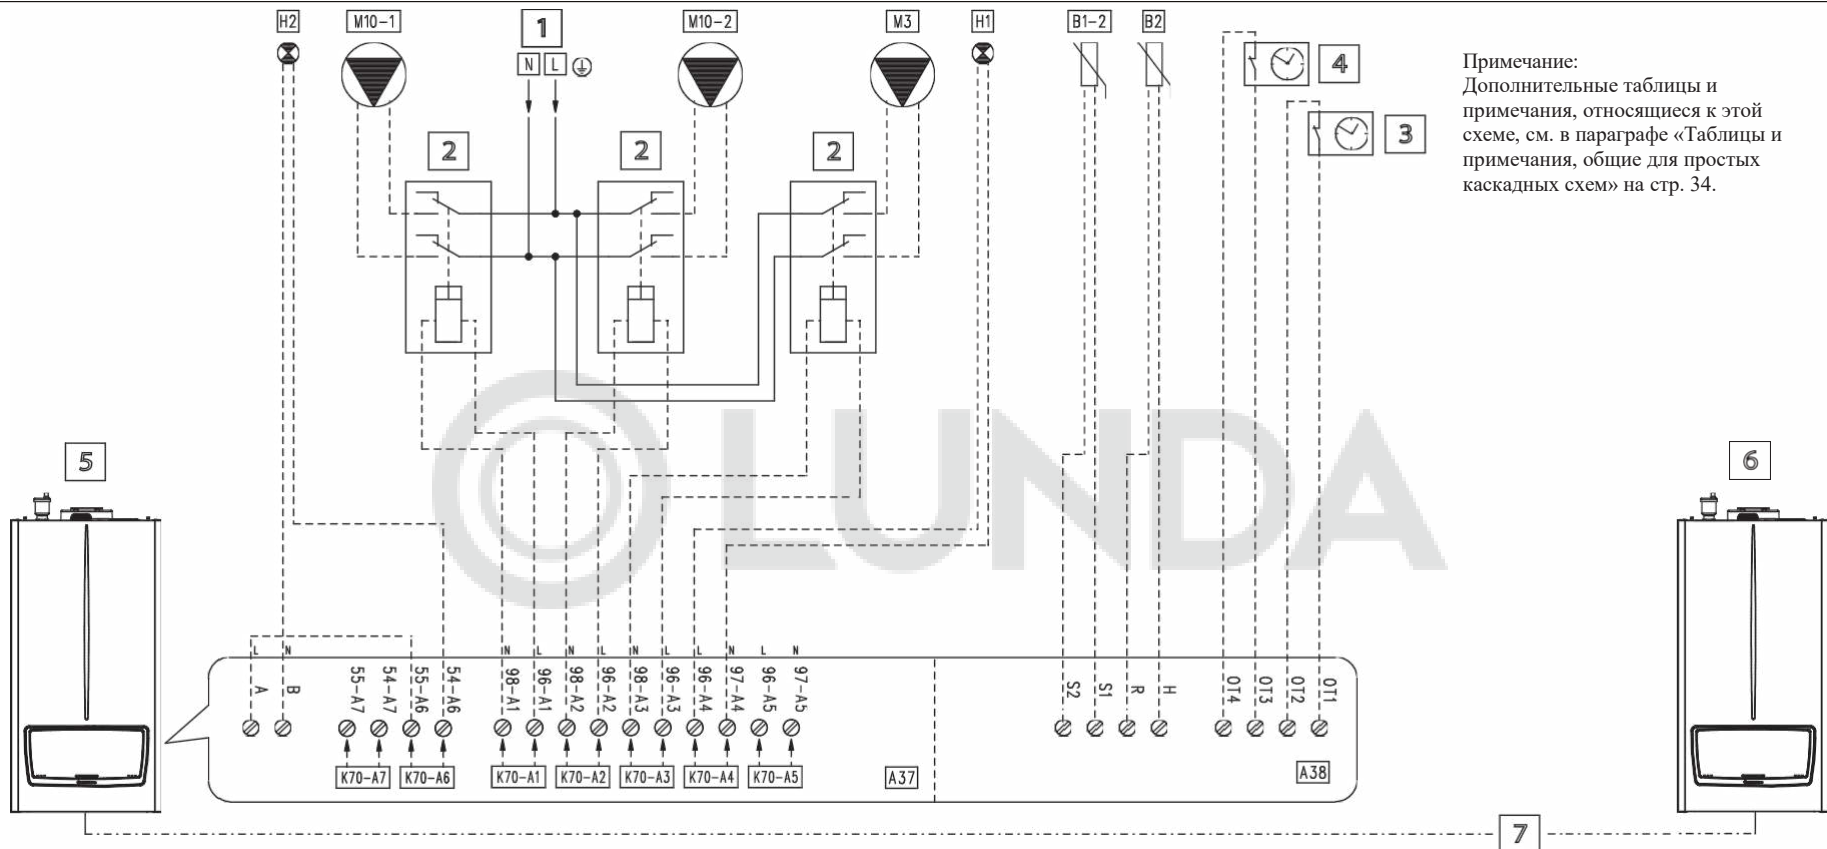 H2
M10-1
1
M10-2
M3
H1
B1-2
B2
N L
4
3
Примечание:
Дополнительные таблицы и
примечания, относящиеся к этой
схеме, см. в параграфе «Таблицы и
примечания, общие для простых
каскадных схем» на стр. 34.
2 2 2
LUNDA
5
6
L N N L N L N L L N L N
A B 55-A7 54-A7 55-A6 54-A6 98-A1 96-A1 98-A2 96-A2 98-A3 96-A3 96-A4 97-A4 96-A5 97-A5 S2 S1 R H OT4 OT3 OT2 OT1
K70-A7 K70-A6 K70-A1 K70-A2 K70-A3 K70-A4 K70-A5 A37 A38
7